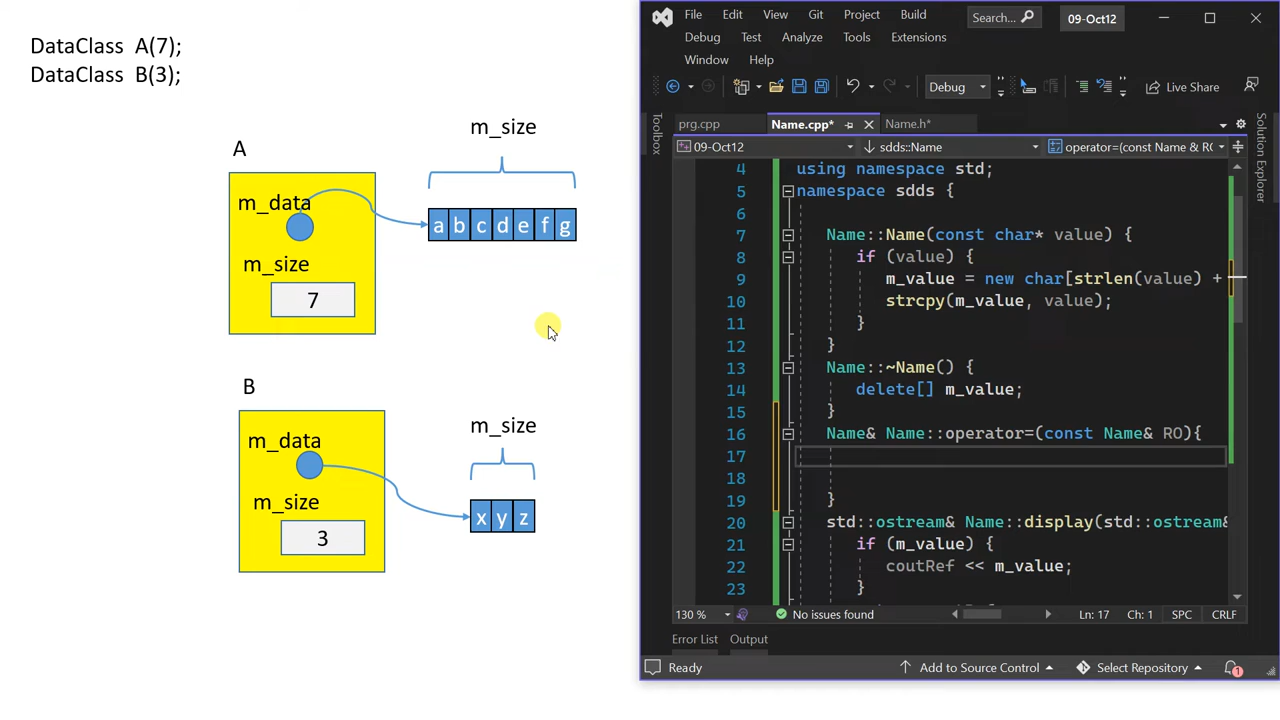 DataClass A(7);
DataClass B(3);
m_size
A
m_data
a b c d e f g
m_size
7
B
m_size
m_data
x y z
m_size
3
File Edit View Git Project Build Search... 09-Oct12
Debug Test Analyze Tools Extensions
Window Help
Debug Live Share
Toolbox
Solution Explorer
prg.cpp Name.cpp* Name.h*
09-Oct12 sdds::Name operator=(const Name & R
4 using namespace std;
5 namespace sdds {
6
7 Name::Name(const char* value) {
8 if (value) {
9 m_value = new char[strlen(value) +
10 strcpy(m_value, value);
11 }
12 }
13 Name::~Name() {
14 delete[] m_value;
15 }
16 Name& Name::operator=(const Name& RO){
17
18
19 }
20 std::ostream& Name::display(std::ostream&
21 if (m_value) {
22 coutRef << m_value;
23 }
130 % No issues found Ln: 17 Ch: 1 SPC CRLF
Error List Output
Ready Add to Source Control Select Repository 1